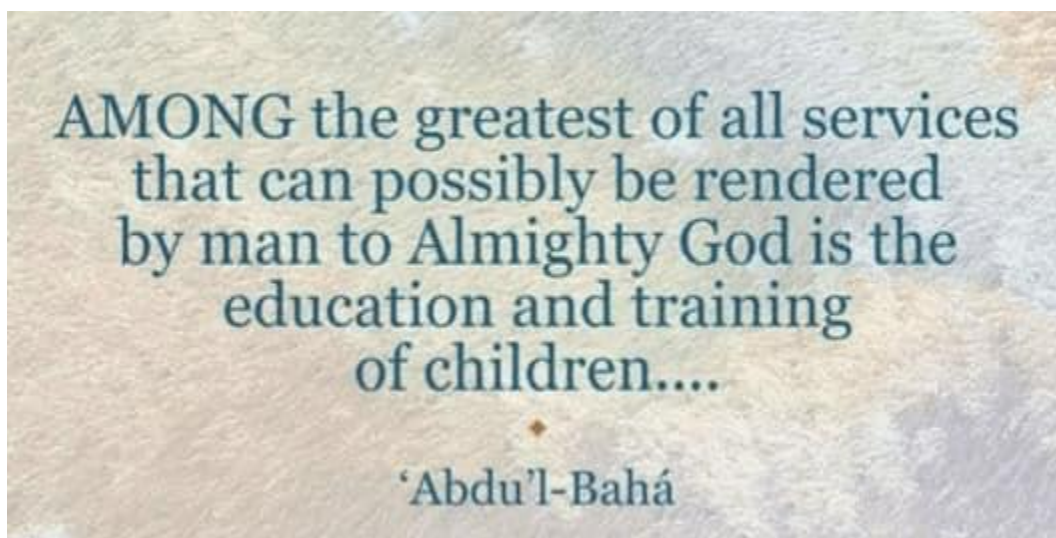 AMONG the greatest of all services
that can possibly be rendered
by man to Almighty God is the
education and training
of children....
‘Abdu’l-Bahá